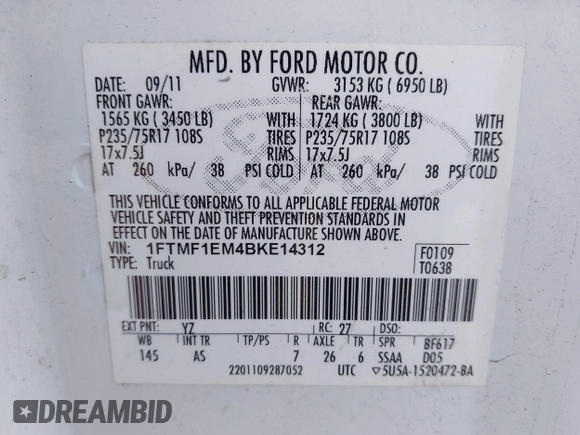 MFD. BY FORD MOTOR CO.
DATE: 09/11 GVWR: 3153 KG ( 6950 LB)
FRONT GAWR: REAR GAWR:
1565 KG ( 3450 LB) WITH 1724 KG ( 3800 LB) WITH
P235/75R17 108S TIRES P235/75R17 108S TIRES
17x7.5J RIMS 17x7.5J RIMS
AT 260 kPa/ 38 PSI COLD AT 260 kPa/ 38 PSI COLD
Ford
THIS VEHICLE CONFORMS TO ALL APPLICABLE FEDERAL MOTOR
VEHICLE SAFETY AND THEFT PREVENTION STANDARDS IN
EFFECT ON THE DATE OF MANUFACTURE SHOWN ABOVE.
VIN: 1FTMF1EM4BKE14312 F0109
TYPE: Truck T0638
EXT PNT: YZ RC: 27 DSO:
WB INT TR TP/PS R AXLE TR SPR BF617
145 AS 7 26 6 SSAA D05
2201109287052 UTC ▽5U5A-1520472-BA
DREAMBID